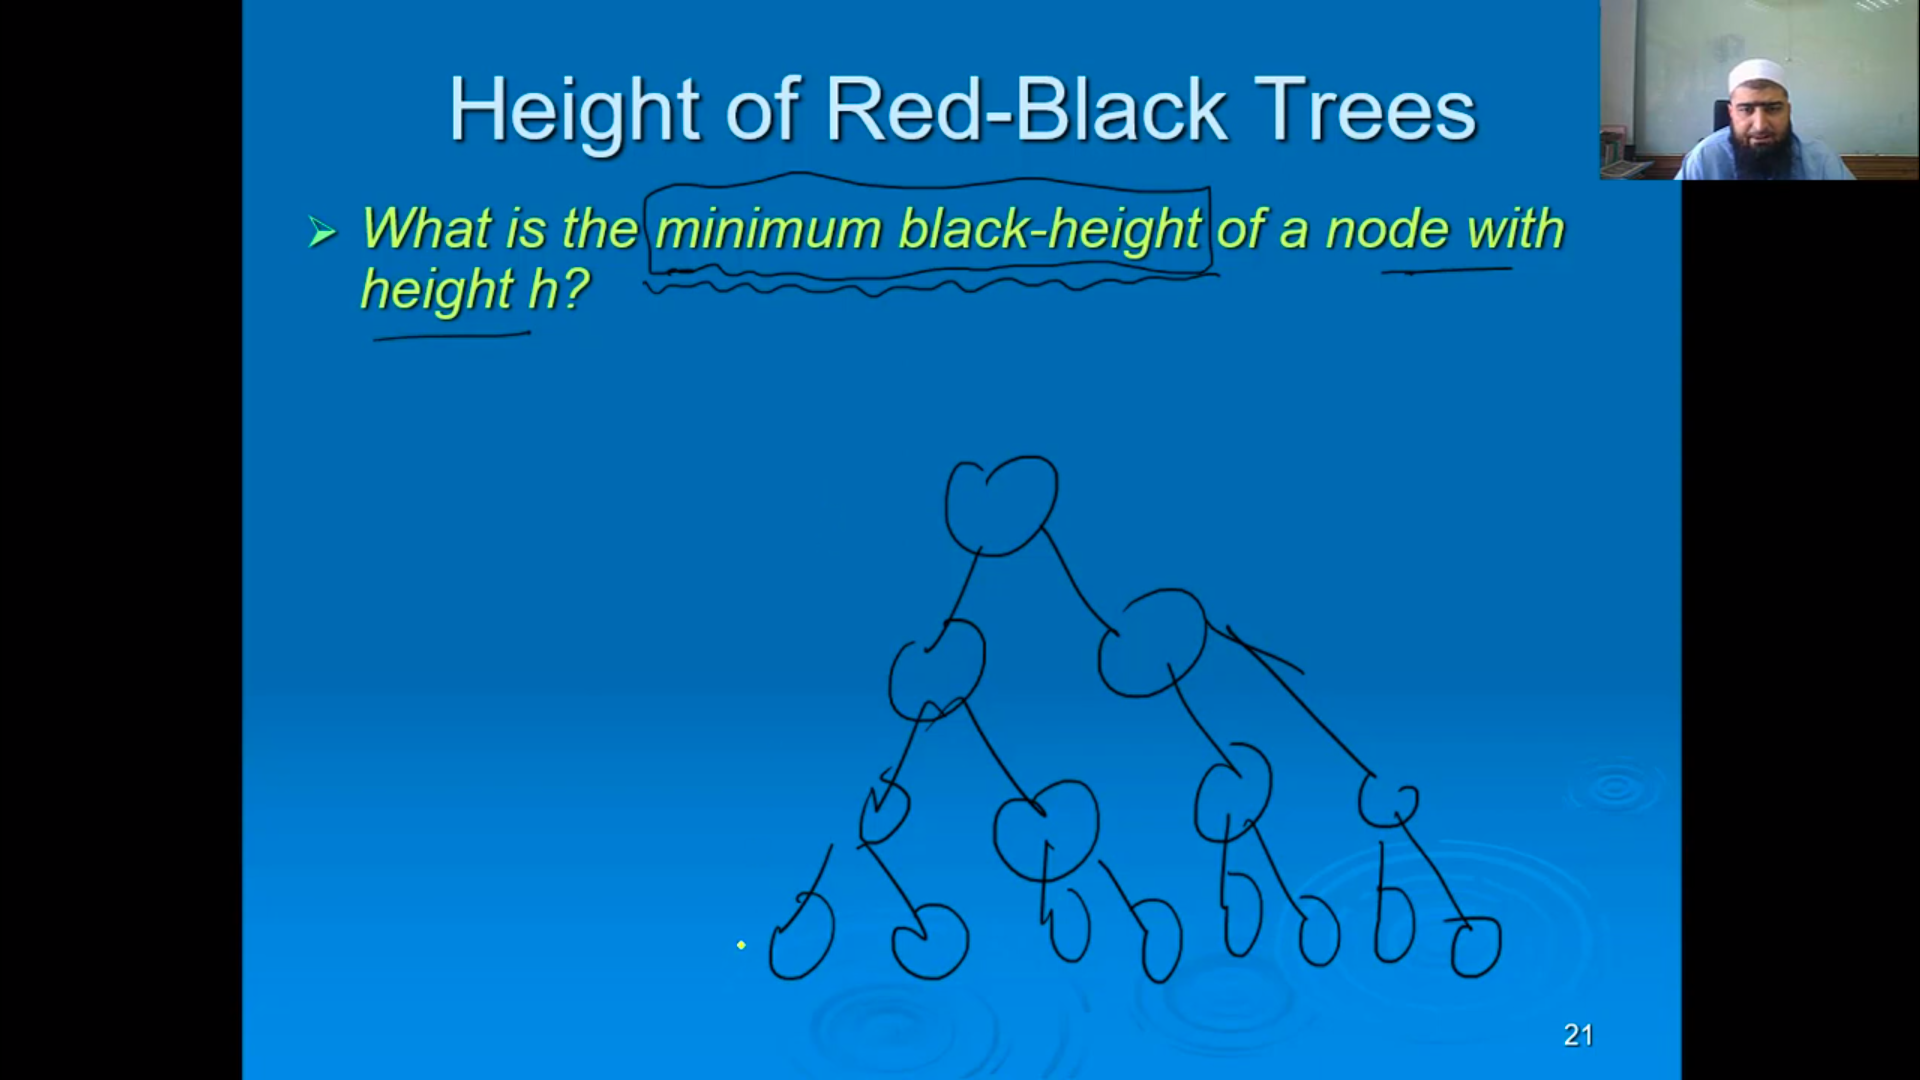 Height of Red-Black Trees
What is the minimum black-height of a node with
height h?
21